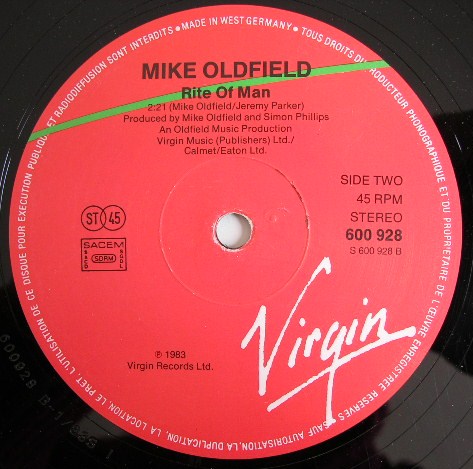 MADE IN WEST GERMANY • TOUS DROITS DU PRODUCTEUR PHONOGRAPHIQUE ET DU PROPRIETAIRE DE L'ŒUVRE ENREGISTREE RESERVES
SAUF AUTORISATION, LA DUPLICATION, LA LOCATION, LE PRET, L'UTILISATION DE CE DISQUE POUR EXECUTION PUBLIQUE ET RADIODIFFUSION SONT INTERDITS •
MIKE OLDFIELD
Rite Of Man
2:21 (Mike Oldfield/Jeremy Parker)
Produced by Mike Oldfield and Simon Phillips
An Oldfield Music Production
Virgin Music (Publishers) Ltd./
Calmet/Eaton Ltd.
ST 45
SACEM
SDRM
SIDE TWO
45 RPM
STEREO
600 928
S 600 928 B
℗ 1983
Virgin Records Ltd.
Virgin